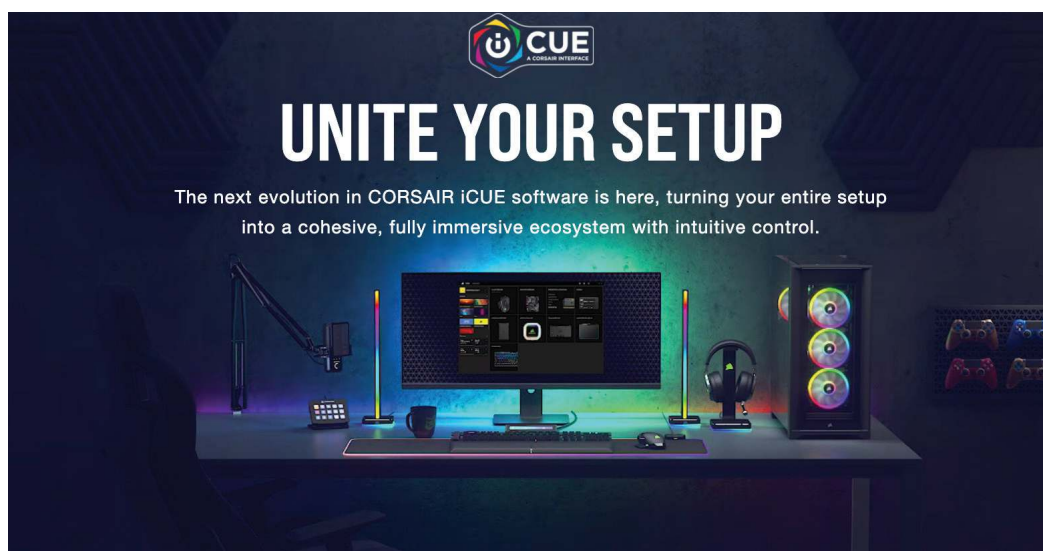 iCUE
A CORSAIR INTERFACE
UNITE YOUR SETUP
The next evolution in CORSAIR iCUE software is here, turning your entire setup
into a cohesive, fully immersive ecosystem with intuitive control.